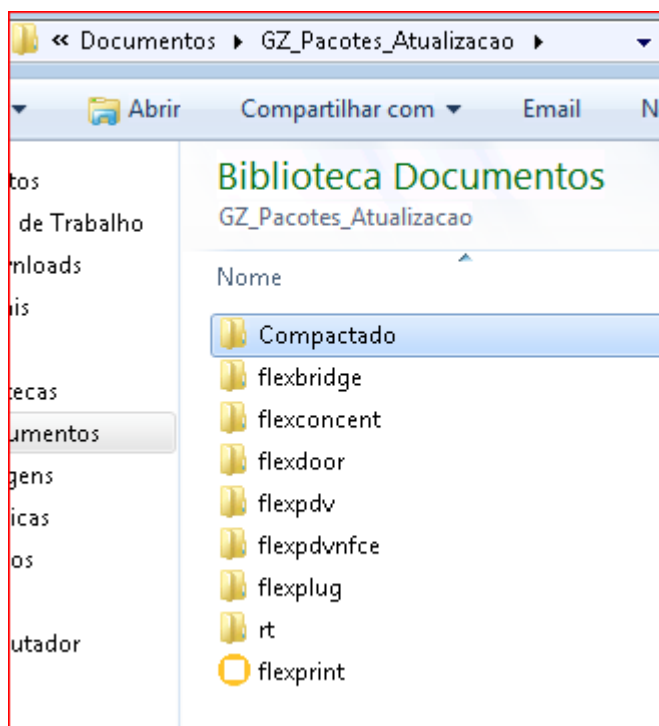 « Documentos ▸ GZ_Pacotes_Atualizacao ▸
Abrir Compartilhar com Email N
Biblioteca Documentos
GZ_Pacotes_Atualizacao
Nome
Compactado
flexbridge
flexconcent
flexdoor
flexpdv
flexpdvnfce
flexplug
rt
flexprint
tos
de Trabalho
nloads
is
tecas
umentos
gens
icas
os
utador